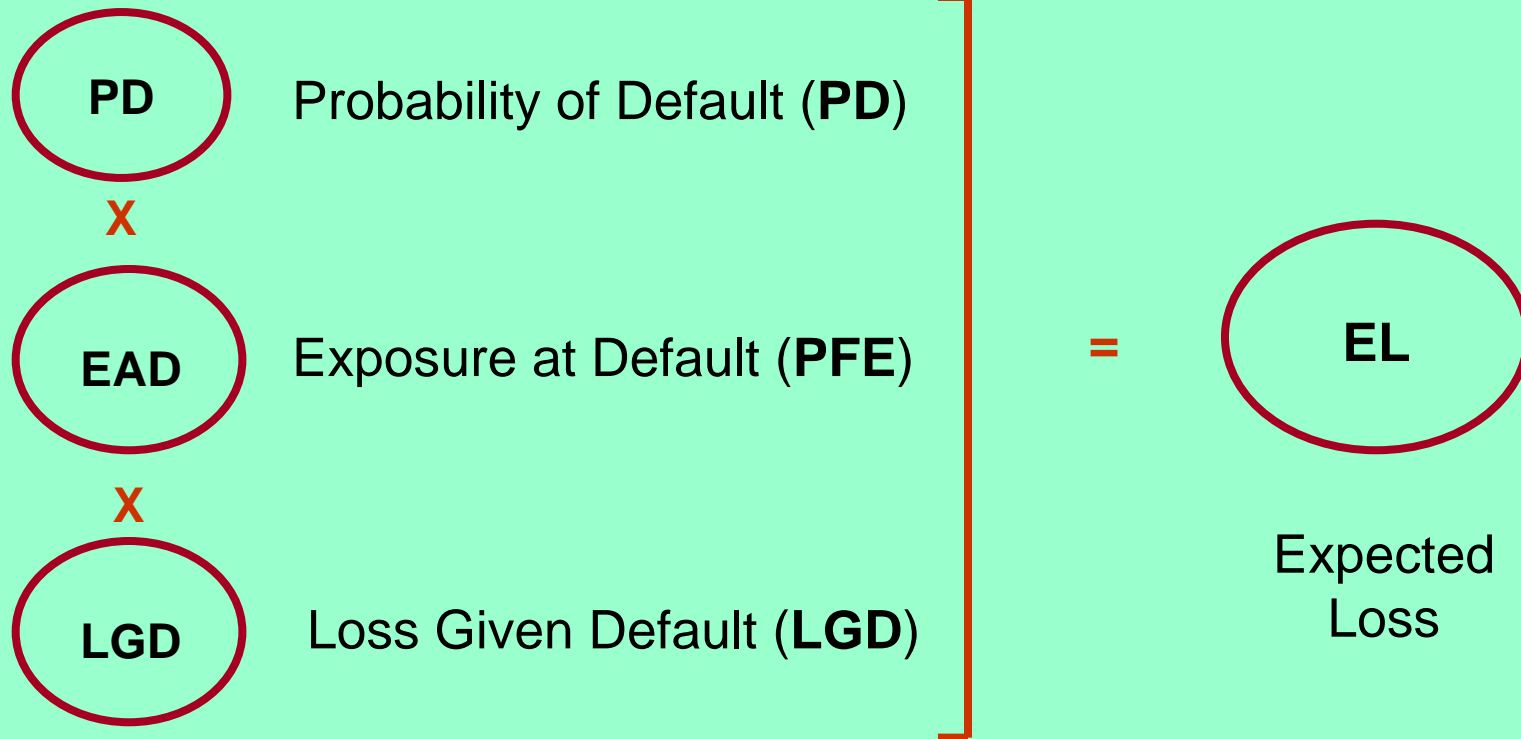 PD
Probability of Default (PD)
X
EAD
Exposure at Default (PFE)
X
LGD
Loss Given Default (LGD)
=
EL
Expected
Loss